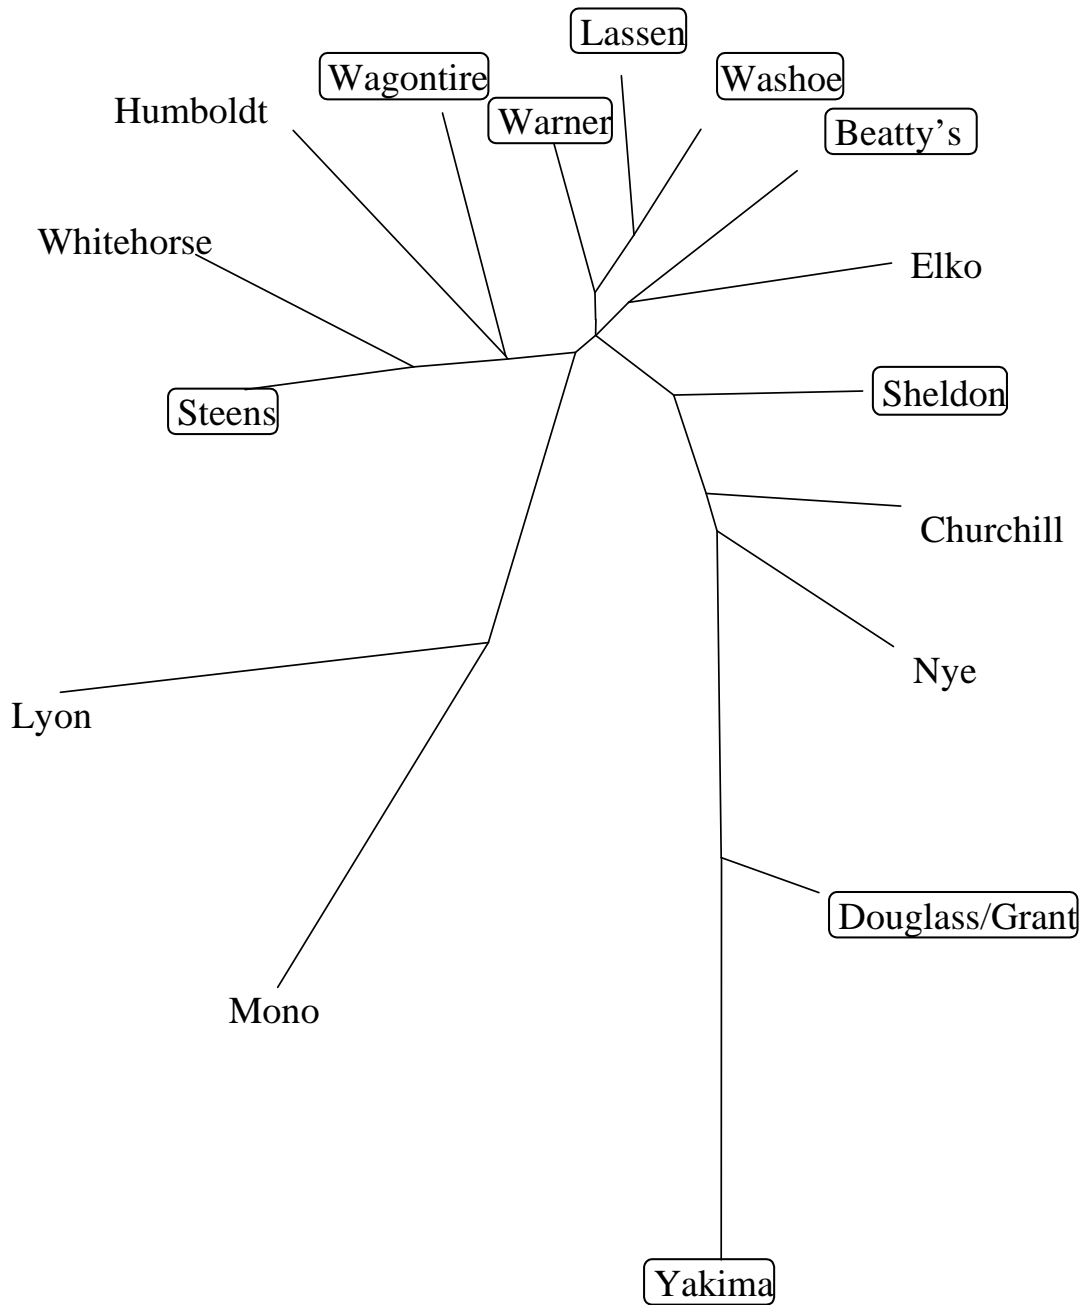 Lassen
Wagontire
Washoe
Humboldt
Warner
Beatty’s
Whitehorse
Elko
Sheldon
Steens
Churchill
Nye
Lyon
Douglass/Grant
Mono
Yakima